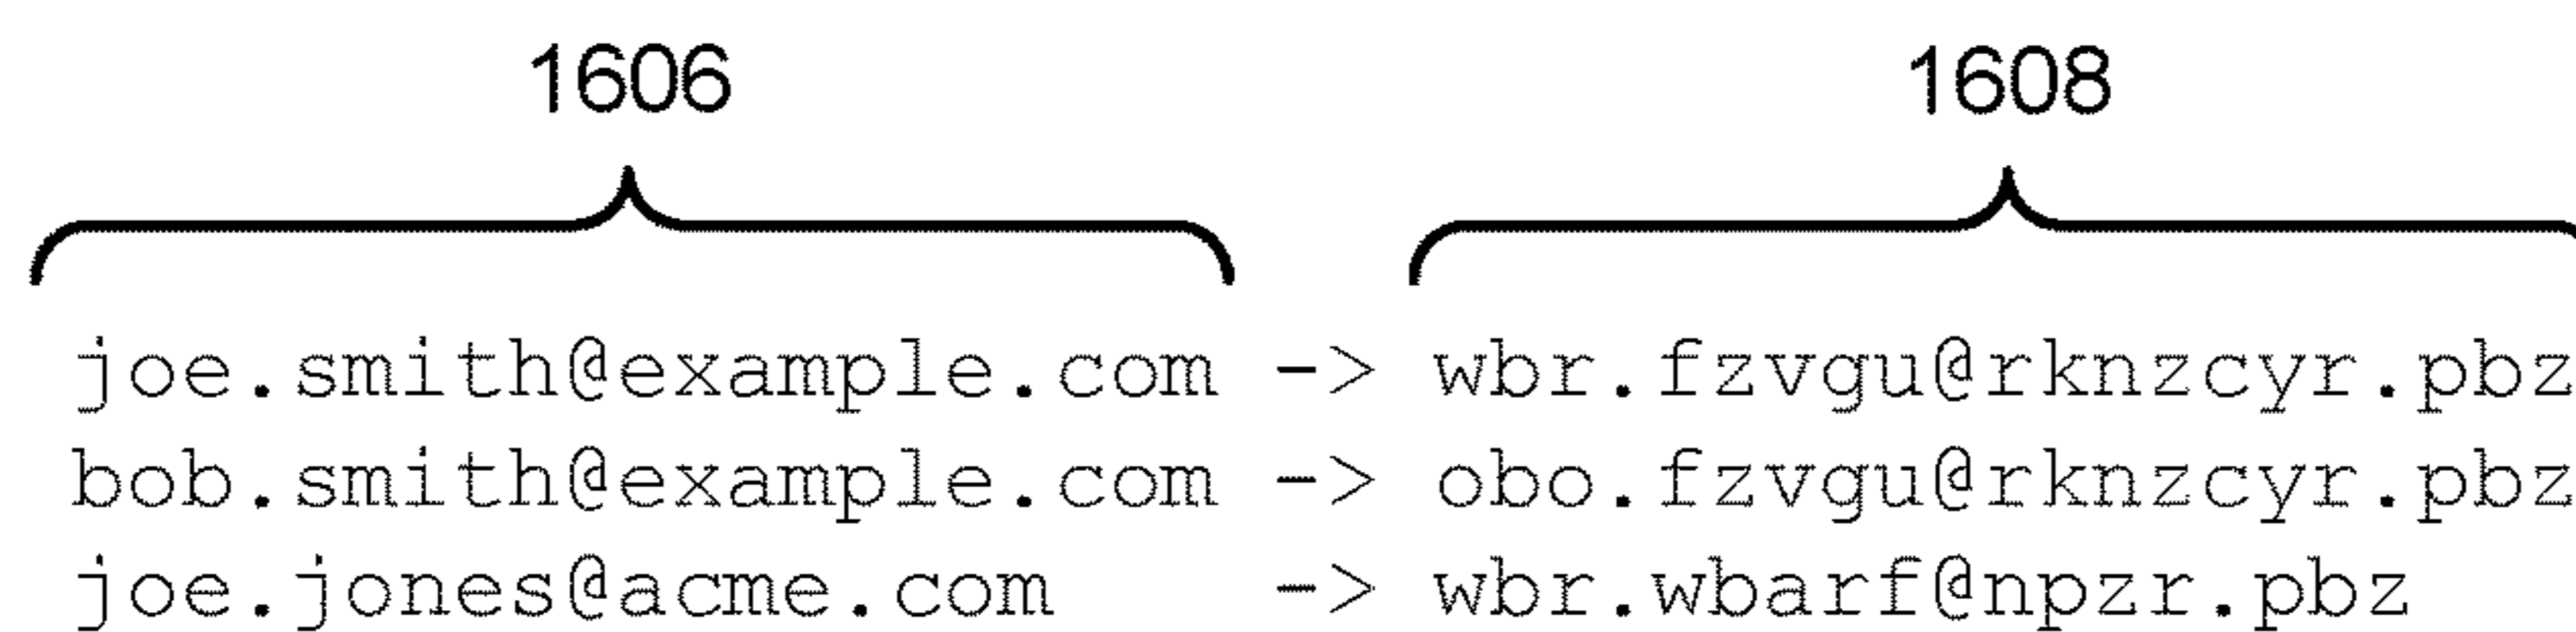 1606 1608
joe.smith@example.com -> wbr.fzvgu@rknzcyr.pbz
bob.smith@example.com -> obo.fzvgu@rknzcyr.pbz
joe.jones@acme.com -> wbr.wbarf@npzr.pbz